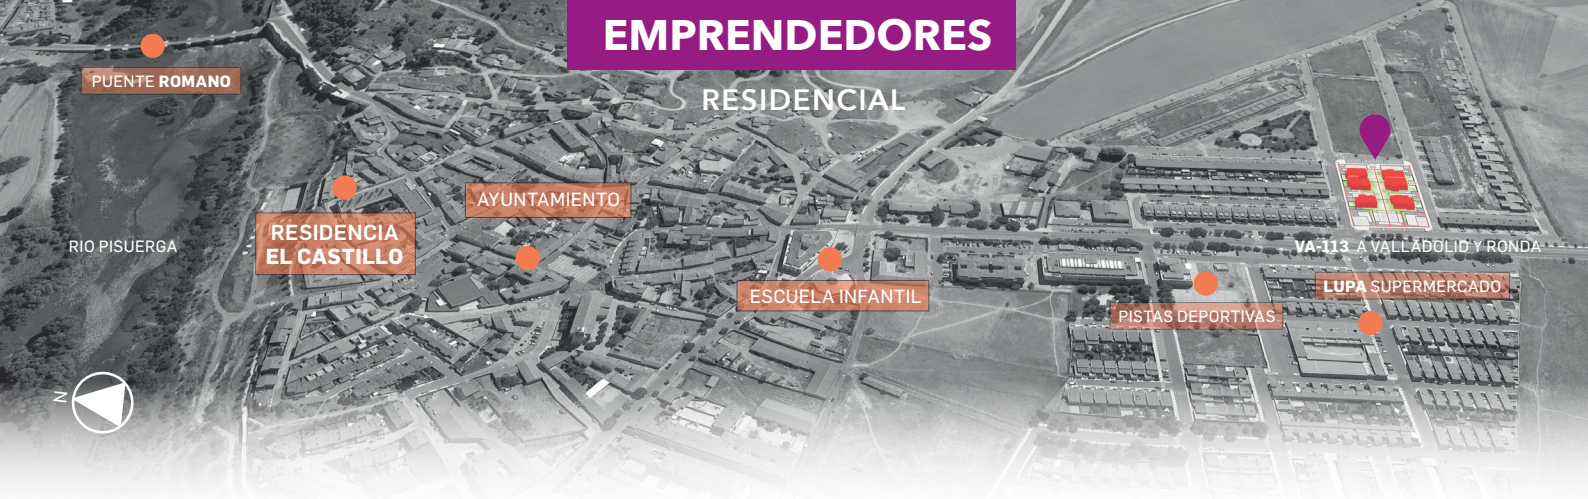 EMPRENDEDORES
RESIDENCIAL
PUENTE ROMANO
AYUNTAMIENTO
RESIDENCIA
EL CASTILLO
RIO PISUERGA
VA-113 A VALLADOLID Y RONDA
ESCUELA INFANTIL
LUPA SUPERMERCADO
PISTAS DEPORTIVAS
N